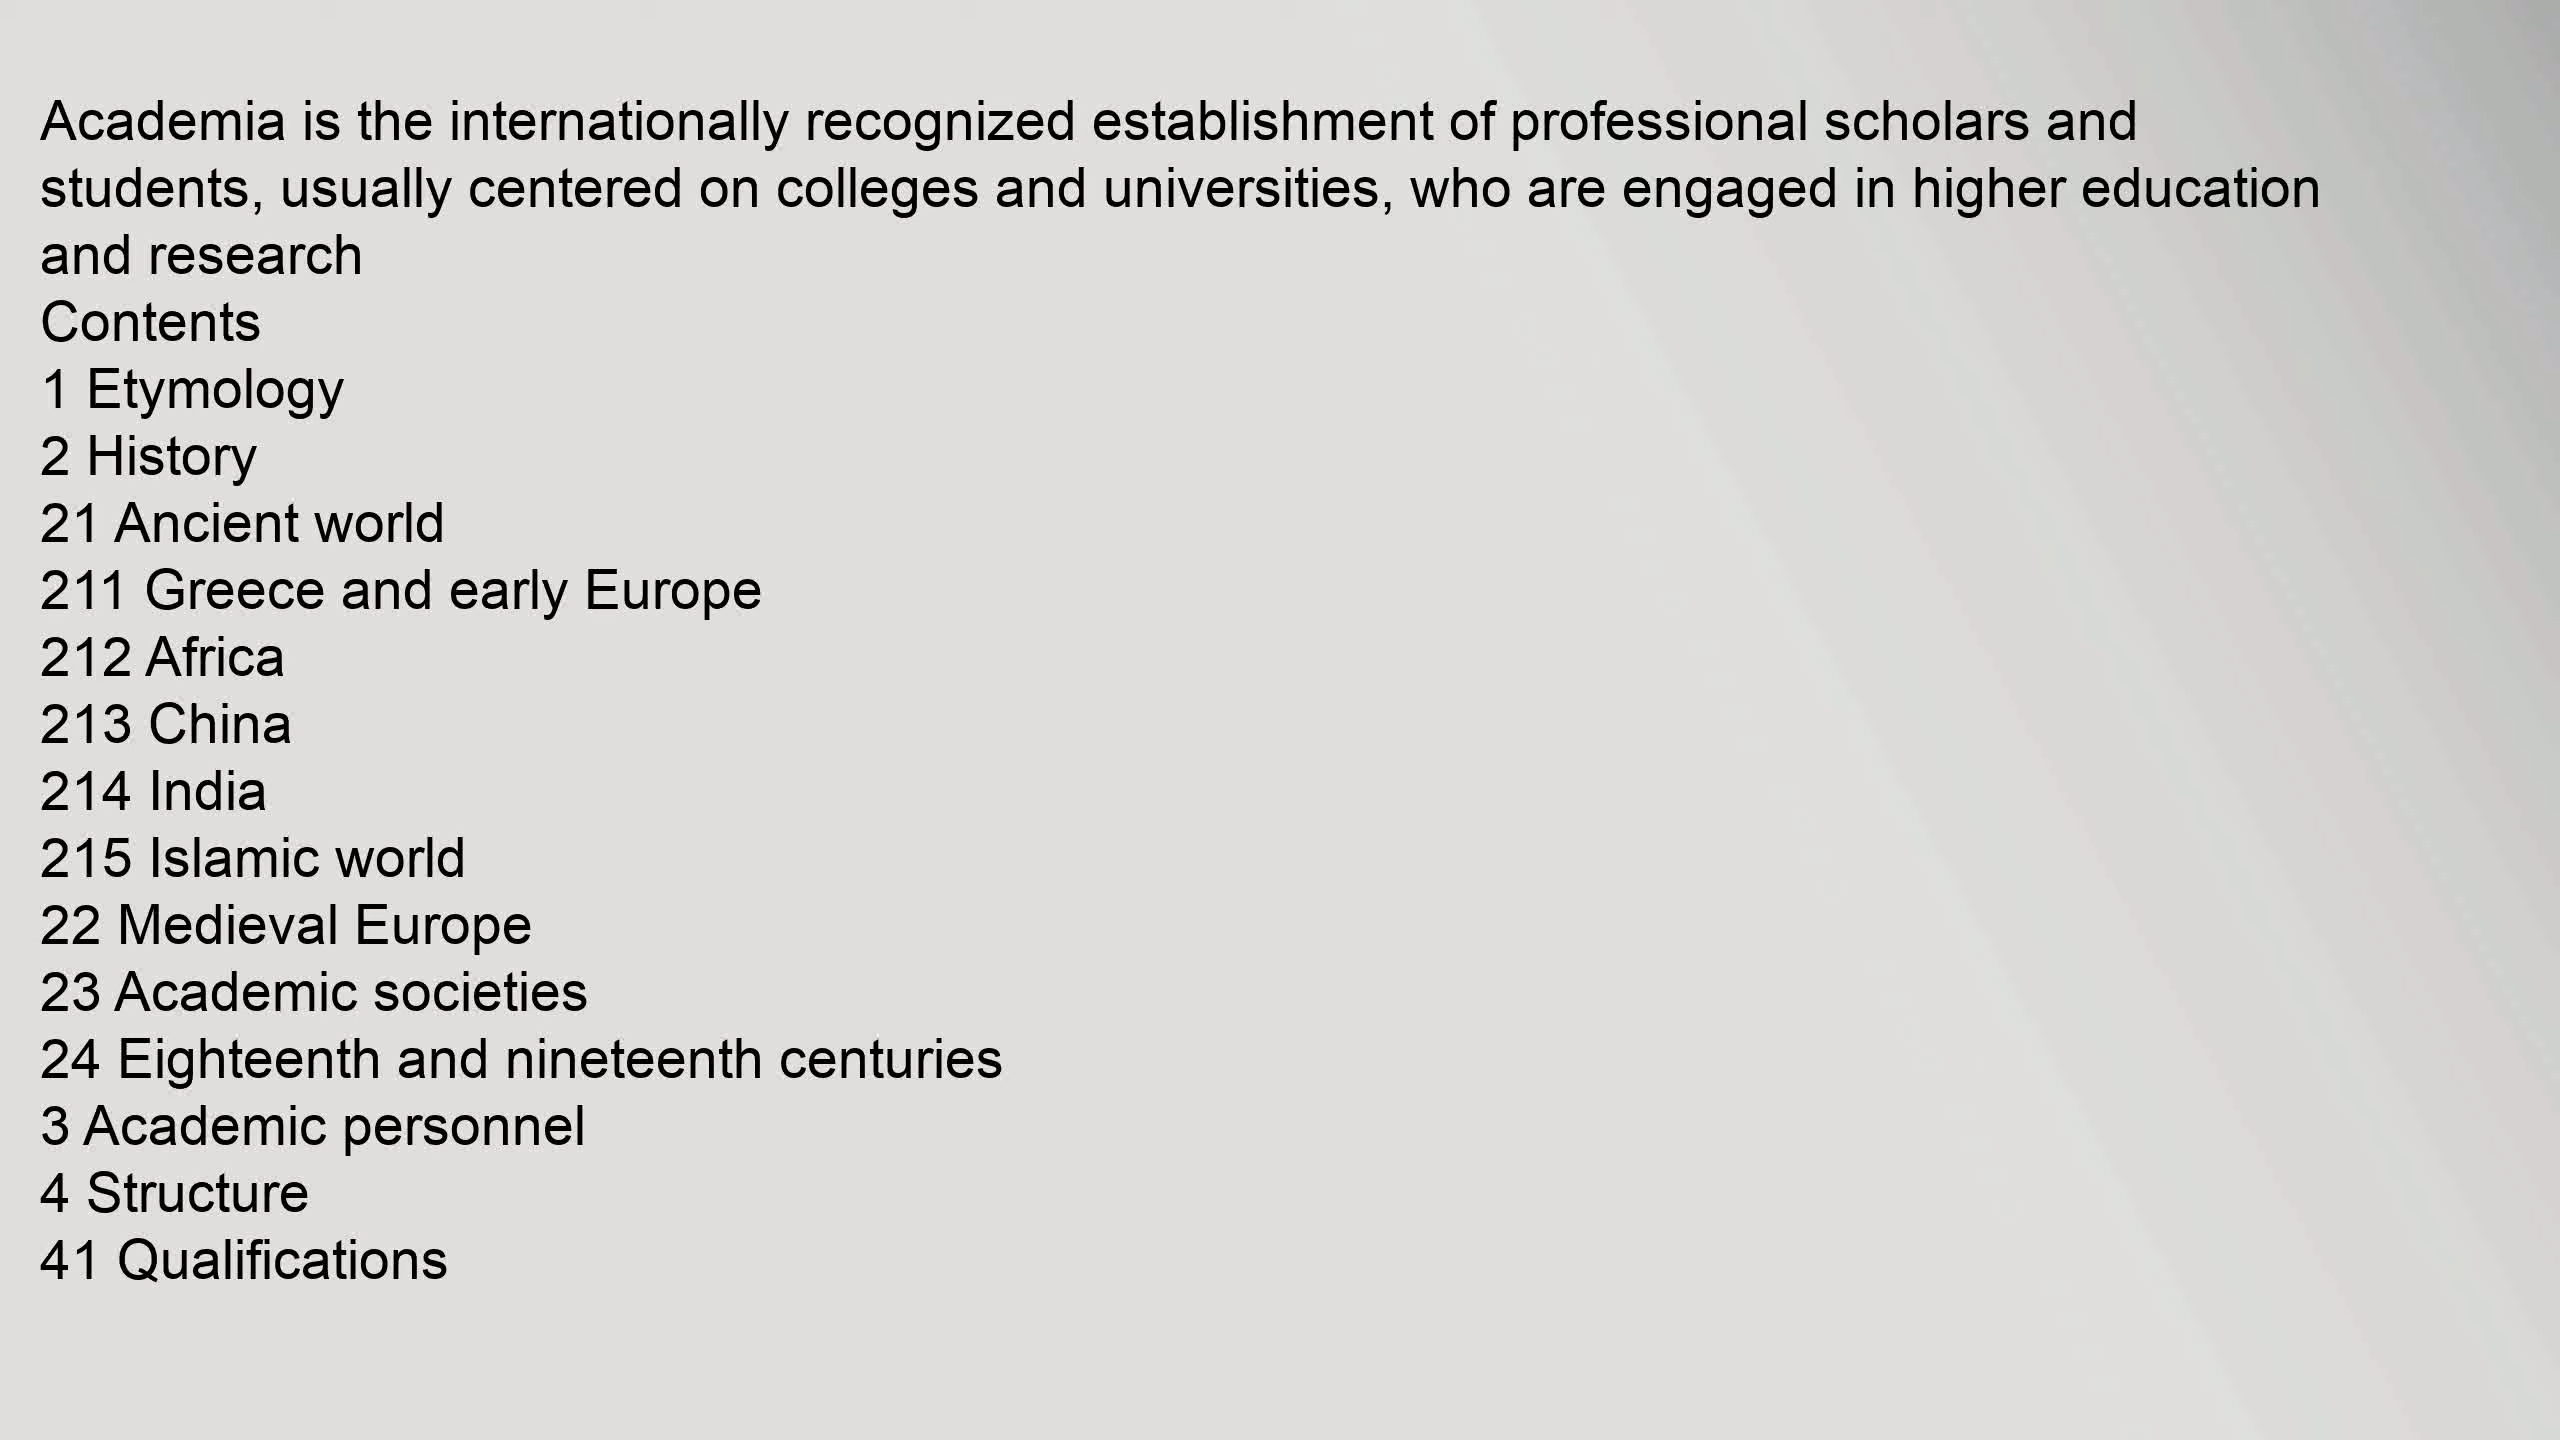 Academia is the internationally recognized establishment of professional scholars and
students, usually centered on colleges and universities, who are engaged in higher education
and research
Contents
1 Etymology
2 History
21 Ancient world
211 Greece and early Europe
212 Africa
213 China
214 India
215 Islamic world
22 Medieval Europe
23 Academic societies
24 Eighteenth and nineteenth centuries
3 Academic personnel
4 Structure
41 Qualifications